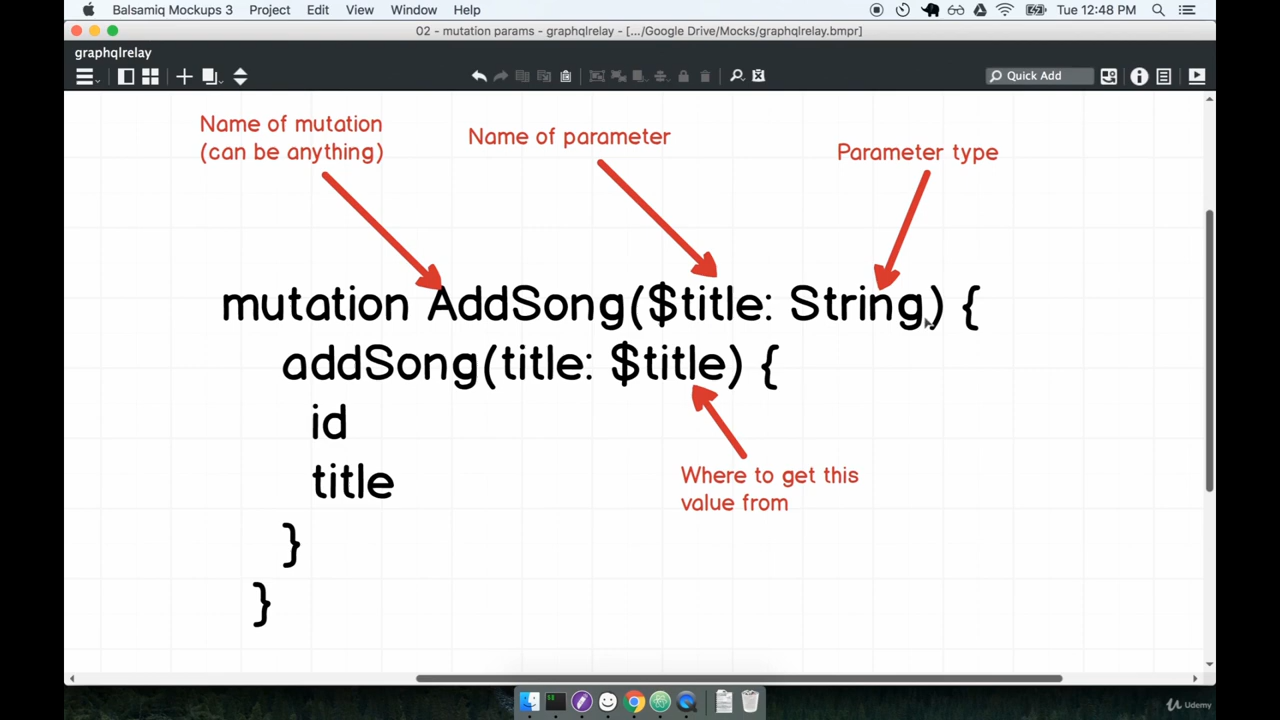 Balsamiq Mockups 3 Project Edit View Window Help Tue 12:48 PM
02 - mutation params - graphqlrelay - [.../Google Drive/Mocks/graphqlrelay.bmpr]
graphqlrelay
Quick Add
Name of mutation
(can be anything)
Name of parameter
Parameter type
mutation AddSong($title: String) {
addSong(title: $title) {
id
title
}
}
Where to get this
value from
Udemy